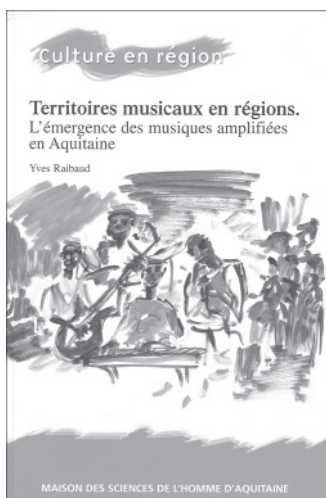 Culture en région
Territoires musicaux en régions.
L'émergence des musiques amplifiées
en Aquitaine
Yves Raibaud
MAISON DES SCIENCES DE L'HOMME D'AQUITAINE